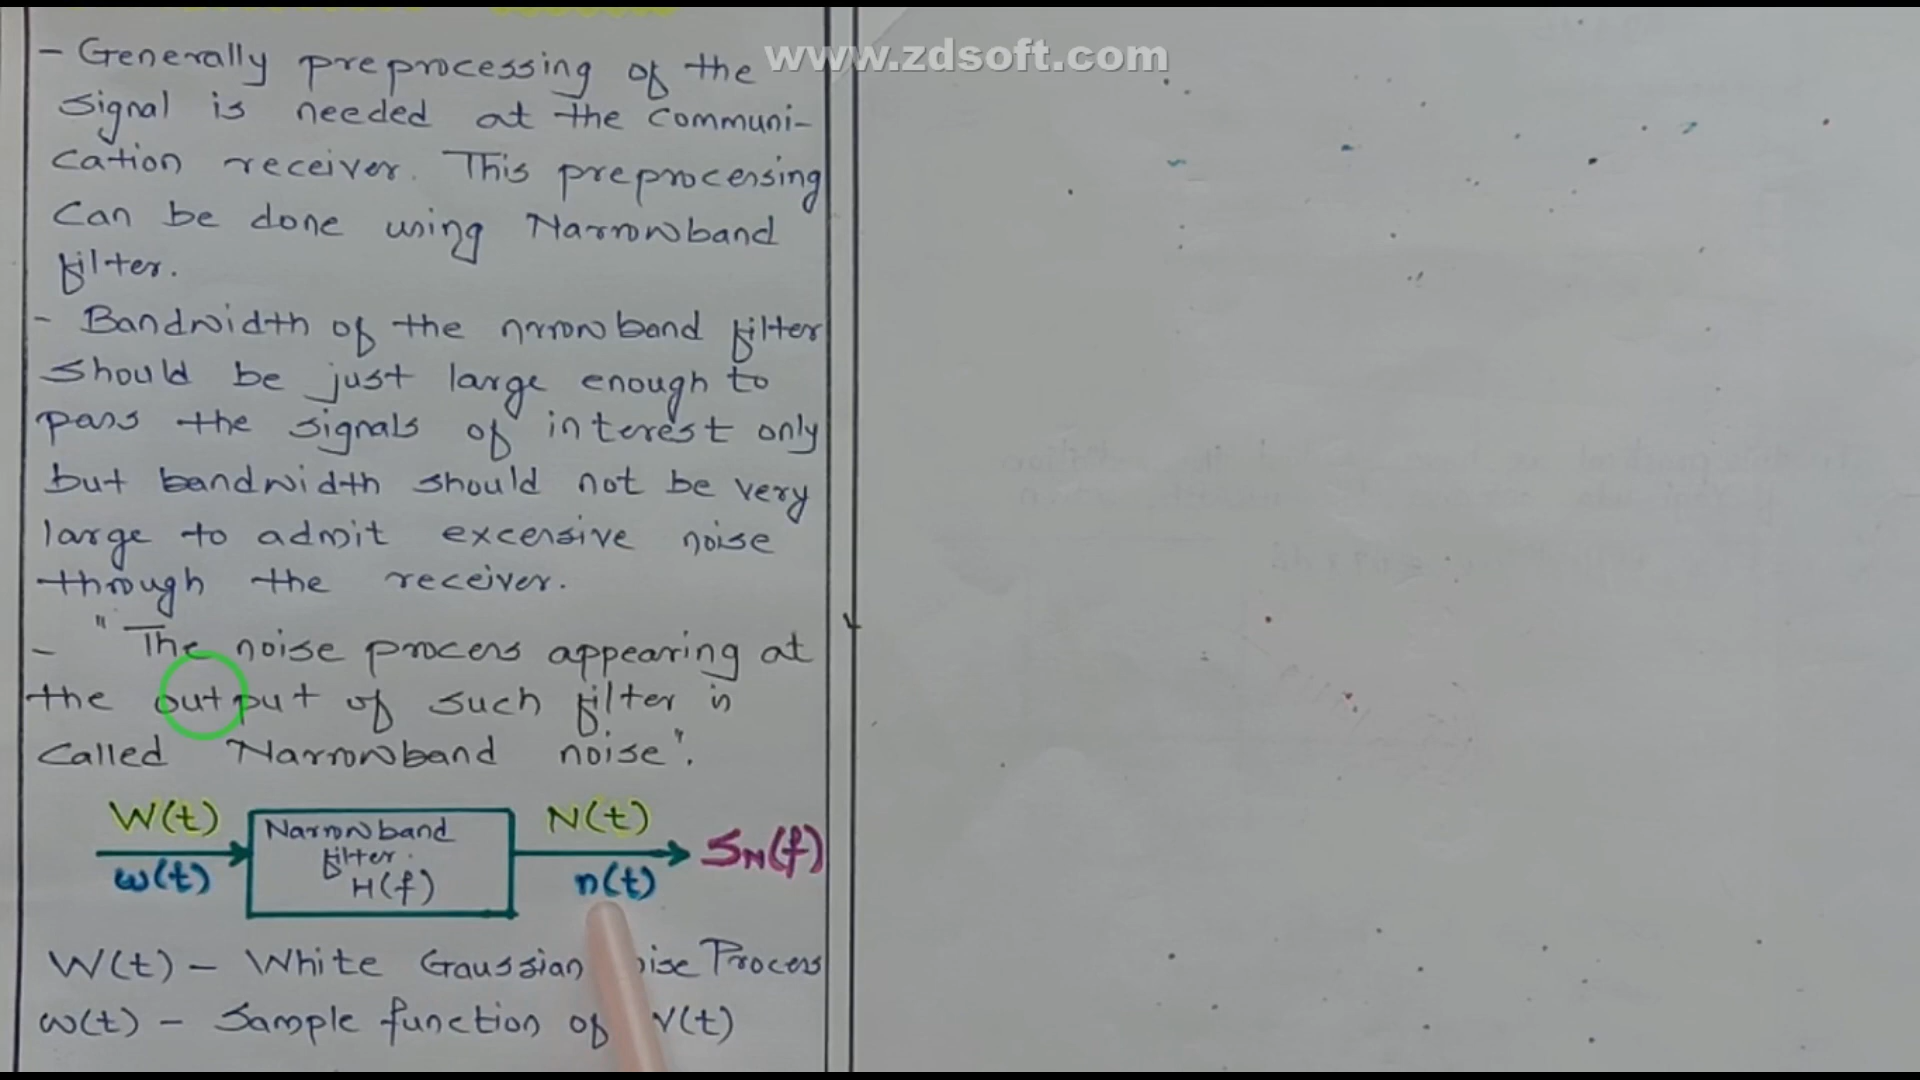 www.zdsoft.com
- Generally preprocessing of the
signal is needed at the communi-
cation receiver. This preprocessing
can be done using Narrowband
filter.
- Bandwidth of the nrrowband filter
should be just large enough to
pass the signals of interest only
but bandwidth should not be very
large to admit excessive noise
through the receiver.
- "The noise process appearing at
the output of such filter is
called Narrowband noise".
W(t) N(t)
Narrowband
filter.
H(f)
SN(f)
w(t) n(t)
W(t) - White Gaussian Process
w(t) - Sample function of (t)